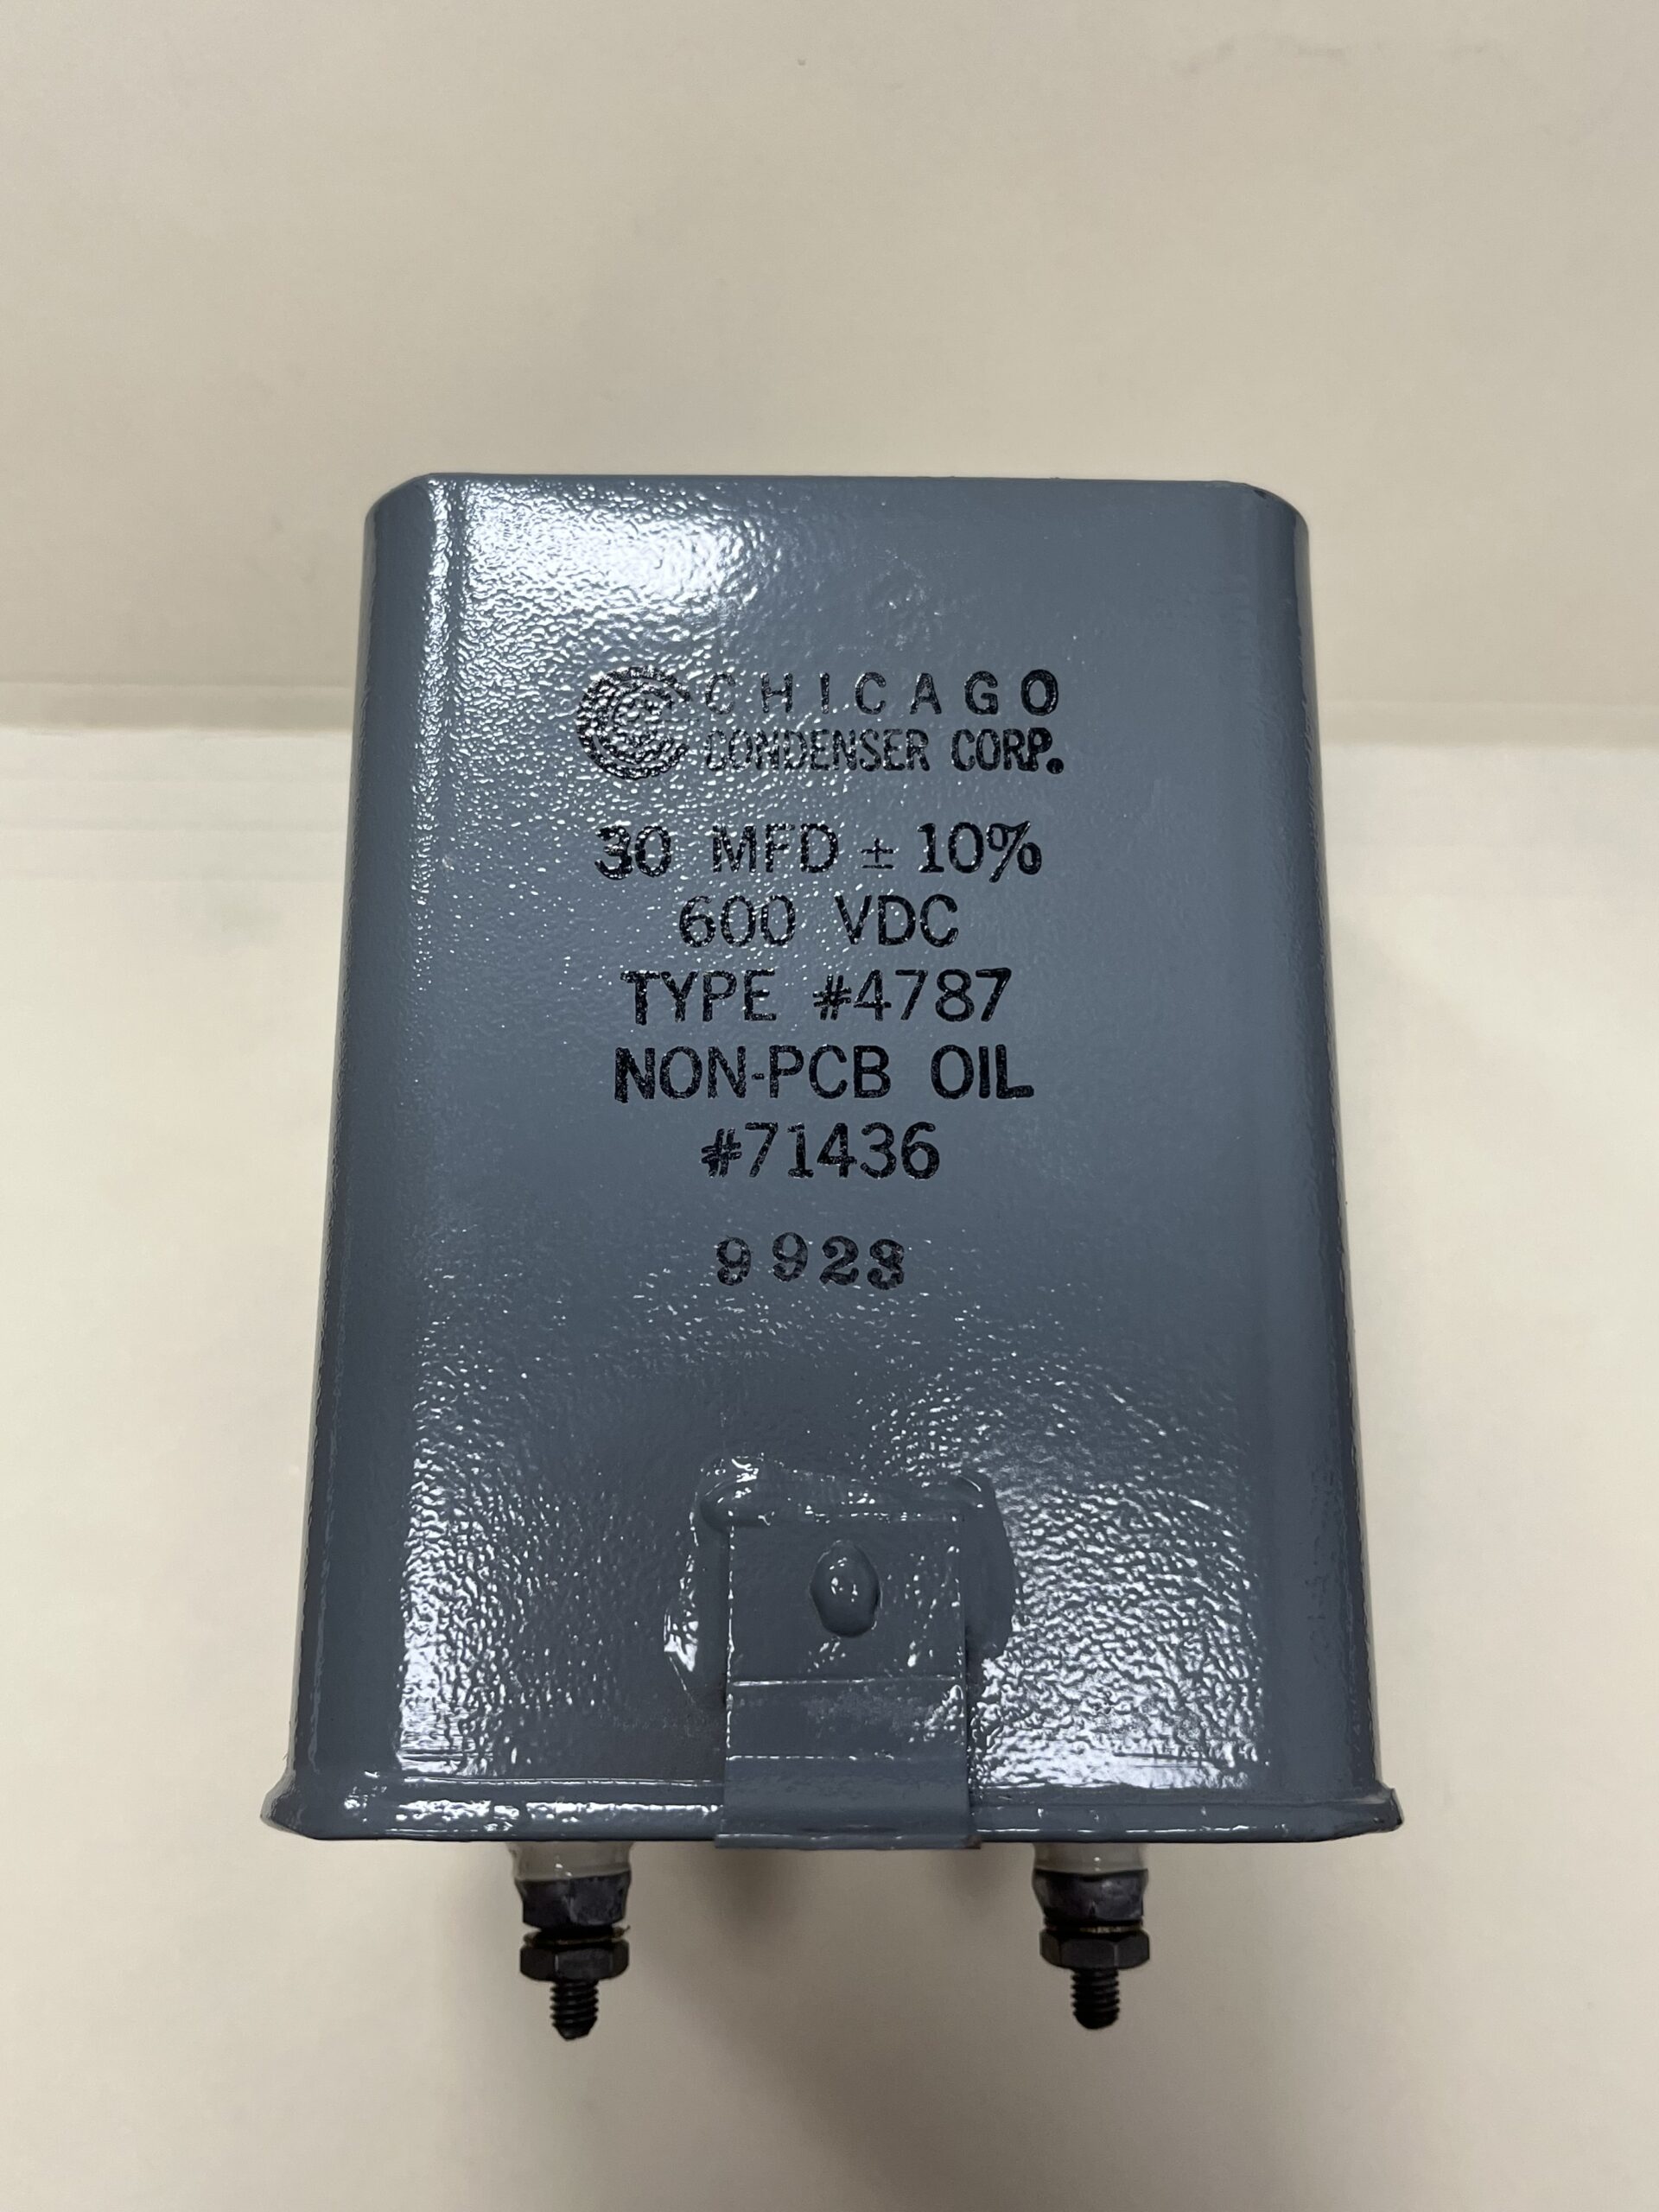 CHICAGO
CONDENSER CORP.
30 MFD ± 10%
600 VDC
TYPE #4787
NON-PCB OIL
#71436
9923